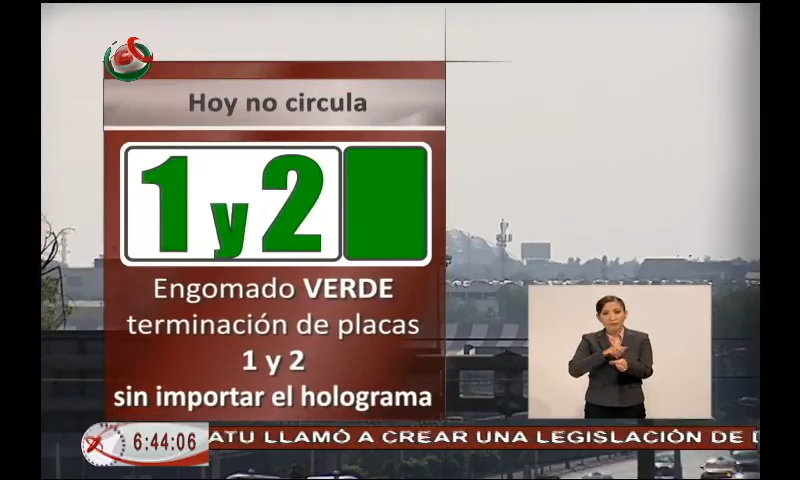 Hoy no circula
1 y 2
Engomado VERDE
terminación de placas
1 y 2
sin importar el holograma
6:44:06
ATU LLAMÓ A CREAR UNA LEGISLACIÓN DE